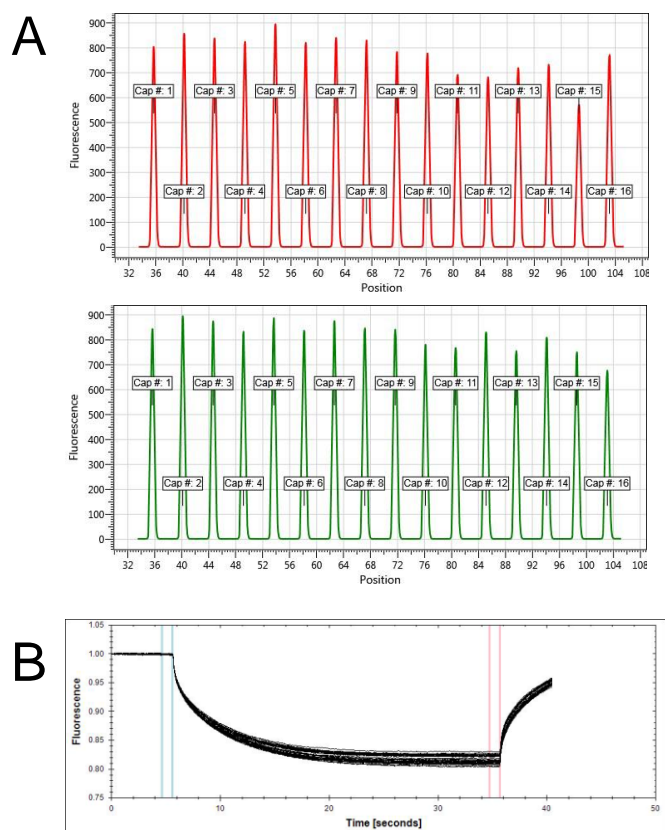 A
900
800
700
600
500
400
300
200
100
0
Fluorescence
Cap #: 1
Cap #: 3
Cap #: 5
Cap #: 7
Cap #: 9
Cap #: 11
Cap #: 13
Cap #: 15
Cap #: 2
Cap #: 4
Cap #: 6
Cap #: 8
Cap #: 10
Cap #: 12
Cap #: 14
Cap #: 16
32 36 40 44 48 52 56 60 64 68 72 76 80 84 88 92 96 100 104 108
Position
900
800
700
600
500
400
300
200
100
0
Fluorescence
Cap #: 1
Cap #: 3
Cap #: 5
Cap #: 7
Cap #: 9
Cap #: 11
Cap #: 13
Cap #: 15
Cap #: 2
Cap #: 4
Cap #: 6
Cap #: 8
Cap #: 10
Cap #: 12
Cap #: 14
Cap #: 16
32 36 40 44 48 52 56 60 64 68 72 76 80 84 88 92 96 100 104 108
Position
B
1.05
1.00
0.95
0.90
0.85
0.80
0.75
Fluorescence
0 10 20 30 40 50
Time [seconds]